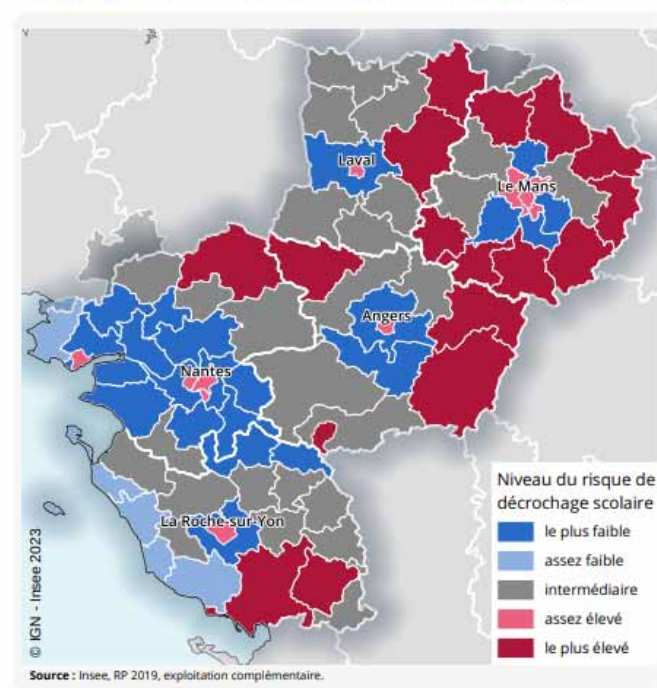 Laval
Le Mans
Angers
Nantes
La Roche-sur-Yon
Niveau du risque de
décrochage scolaire
le plus faible
assez faible
intermédiaire
assez élevé
le plus élevé
© IGN - Insee 2023
Source : Insee, RP 2019, exploitation complémentaire.